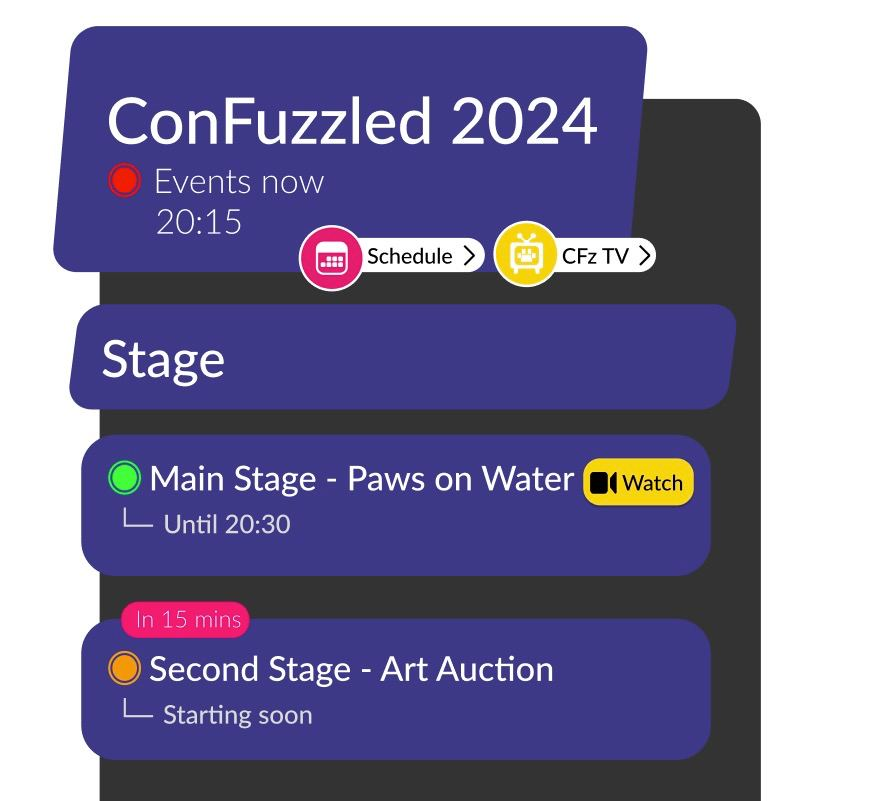 ConFuzzled 2024
Events now
20:15
Schedule
CFz TV
Stage
Main Stage - Paws on Water
Watch
Until 20:30
In 15 mins
Second Stage - Art Auction
Starting soon